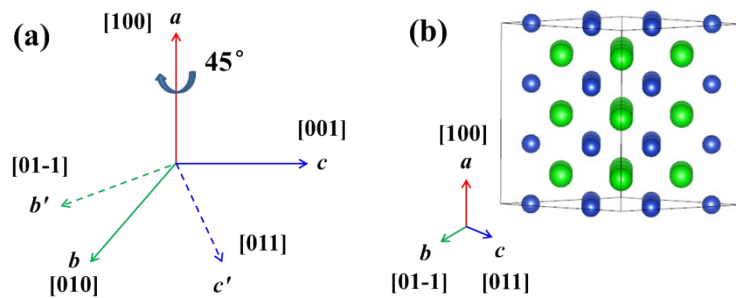 (a)
[100]
a
45°
[001]
c
[01-1]
b′
b
[010]
[011]
c′
(b)
[100]
a
b
c
[01-1]
[011]